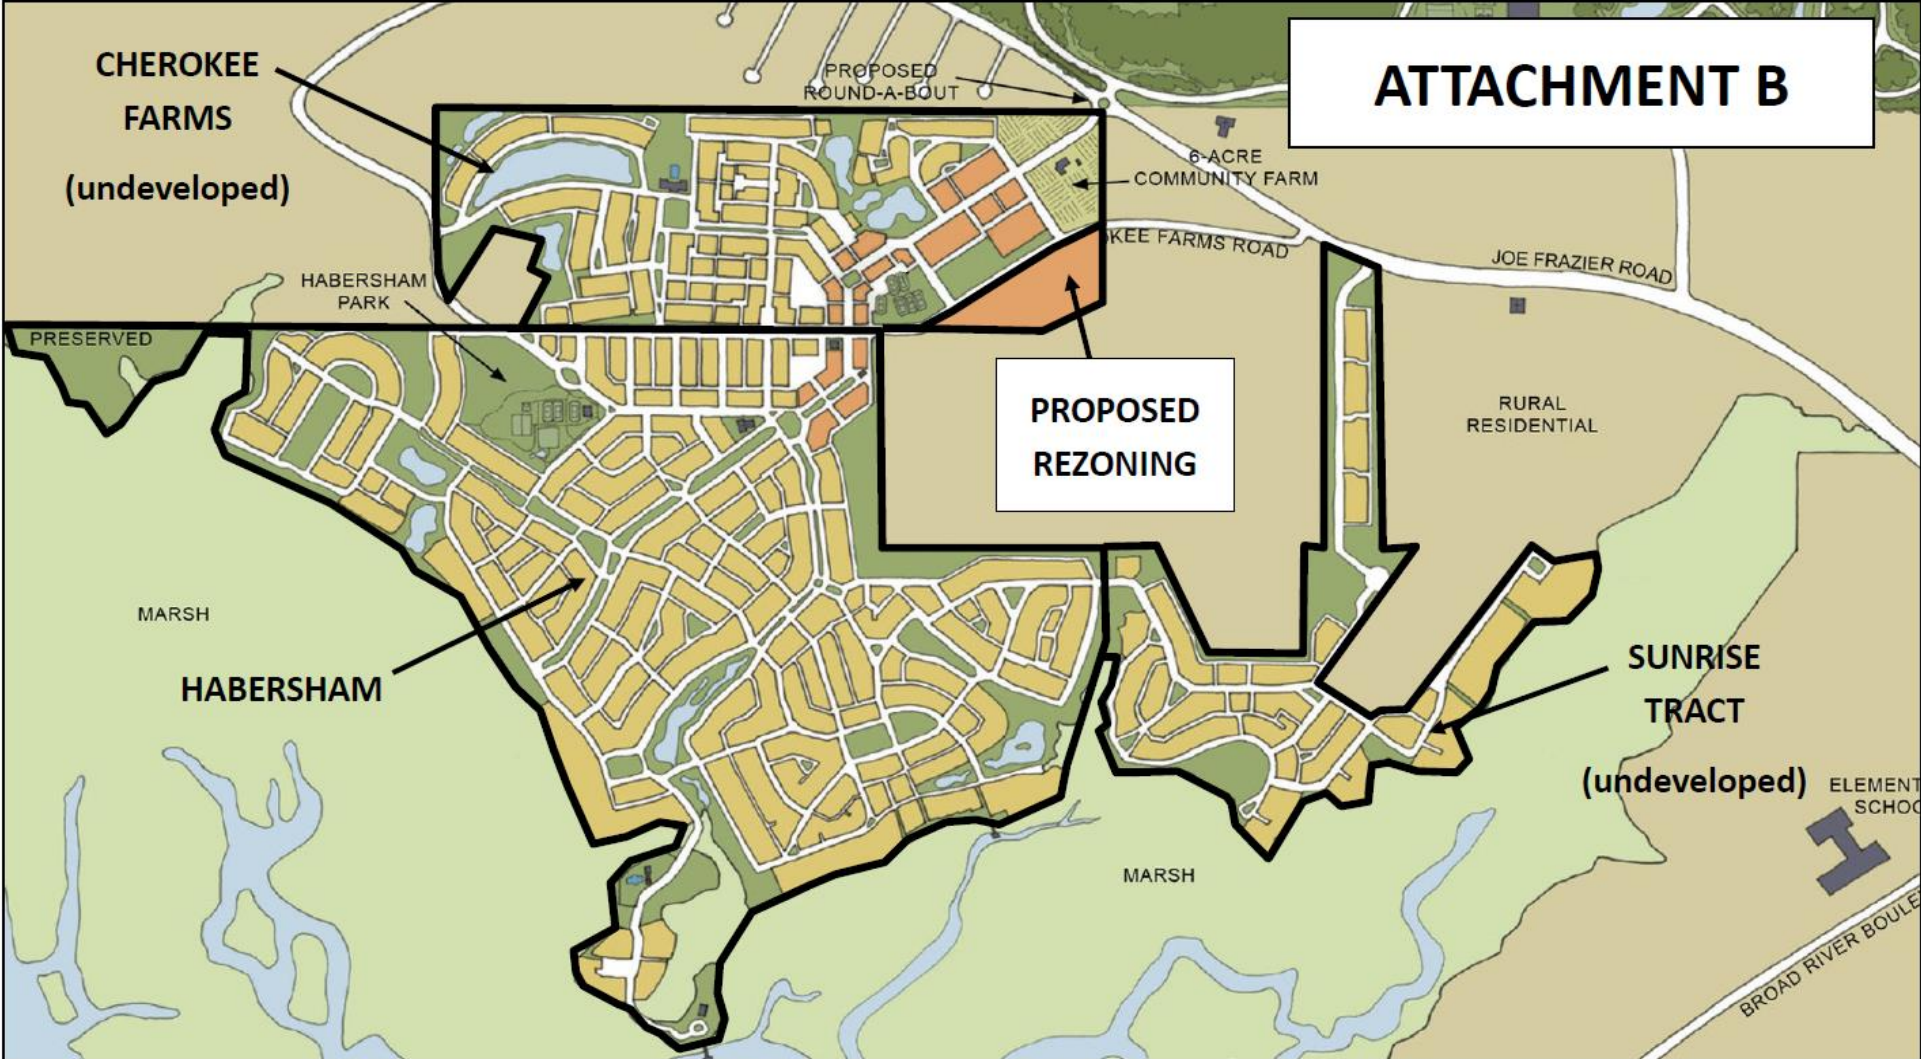 CHEROKEE
FARMS
(undeveloped)
PROPOSED
ROUND-A-BOUT
ATTACHMENT B
6-ACRE
COMMUNITY FARM
KEE FARMS ROAD
JOE FRAZIER ROAD
HABERSHAM
PARK
PRESERVED
PROPOSED
REZONING
RURAL
RESIDENTIAL
MARSH
HABERSHAM
SUNRISE
TRACT
(undeveloped)
ELEMENT
SCHOO
MARSH
BROAD RIVER BOULE